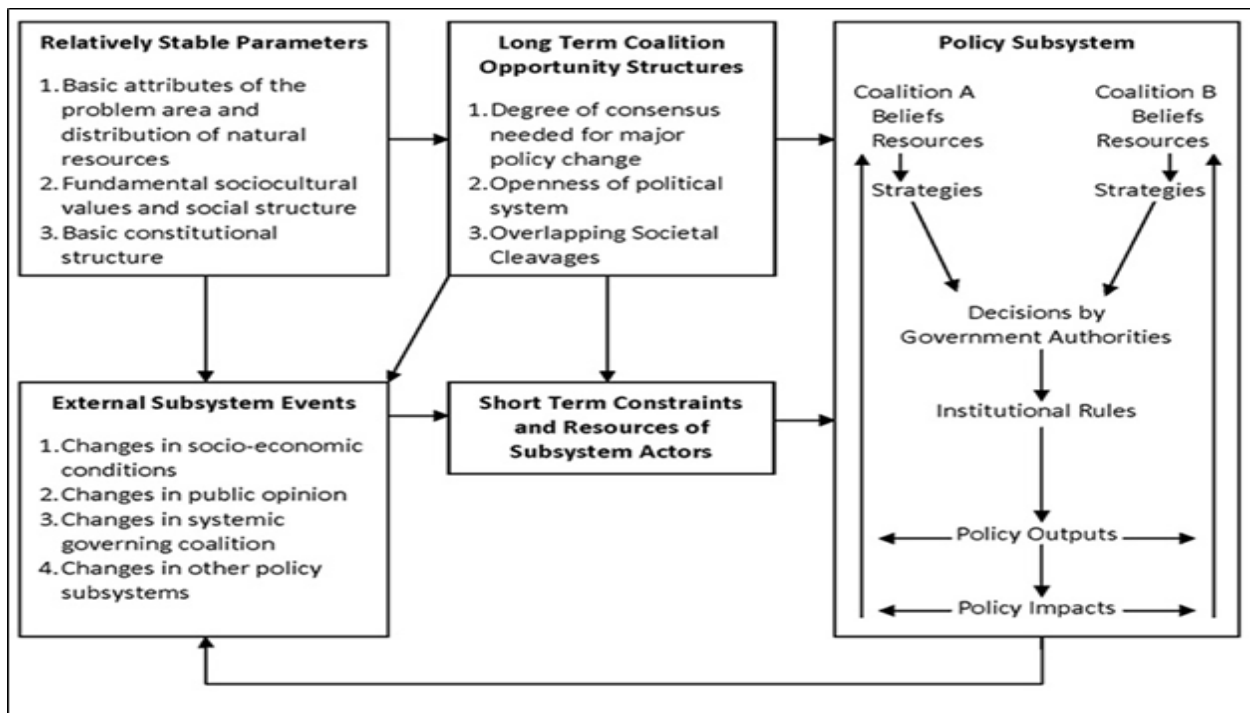 Relatively Stable Parameters
1. Basic attributes of the
problem area and
distribution of natural
resources
2. Fundamental sociocultural
values and social structure
3. Basic constitutional
structure
Long Term Coalition
Opportunity Structures
1. Degree of consensus
needed for major
policy change
2. Openness of political
system
3. Overlapping Societal
Cleavages
Policy Subsystem
Coalition A
Beliefs
Resources
Strategies
Coalition B
Beliefs
Resources
Strategies
Decisions by
Government Authorities
Institutional Rules
Policy Outputs
Policy Impacts
External Subsystem Events
1. Changes in socio-economic
conditions
2. Changes in public opinion
3. Changes in systemic
governing coalition
4. Changes in other policy
subsystems
Short Term Constraints
and Resources of
Subsystem Actors